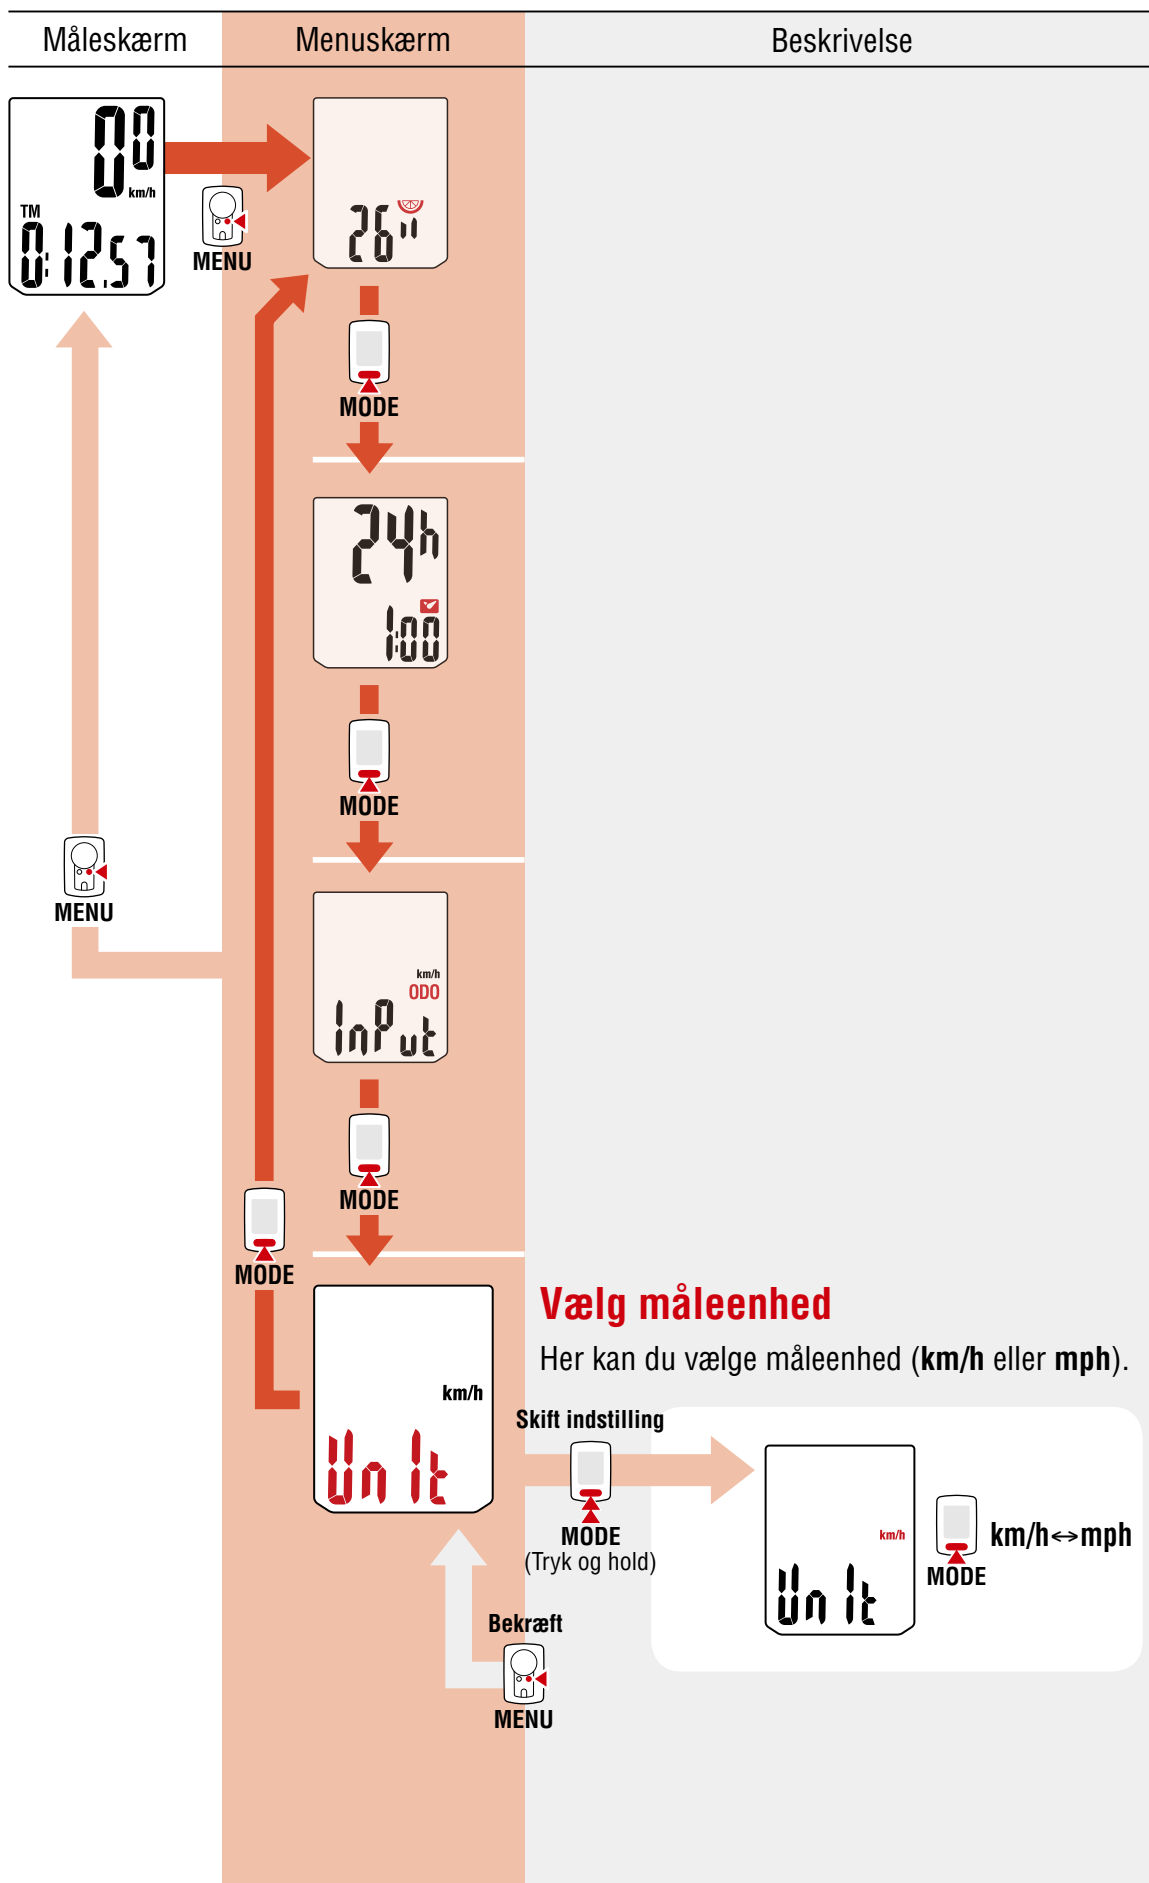 Måleskærm Menuskærm Beskrivelse
00
km/h
TM
0:12.57
MENU
26"
MODE
24h
1:00
MODE
MENU
km/h
ODO
InPut
MODE
MODE
Vælg måleenhed
Her kan du vælge måleenhed (km/h eller mph).
km/h
Unit
Skift indstilling
MODE
(Tryk og hold)
km/h
Unit
MODE
km/h↔mph
Bekræft
MENU